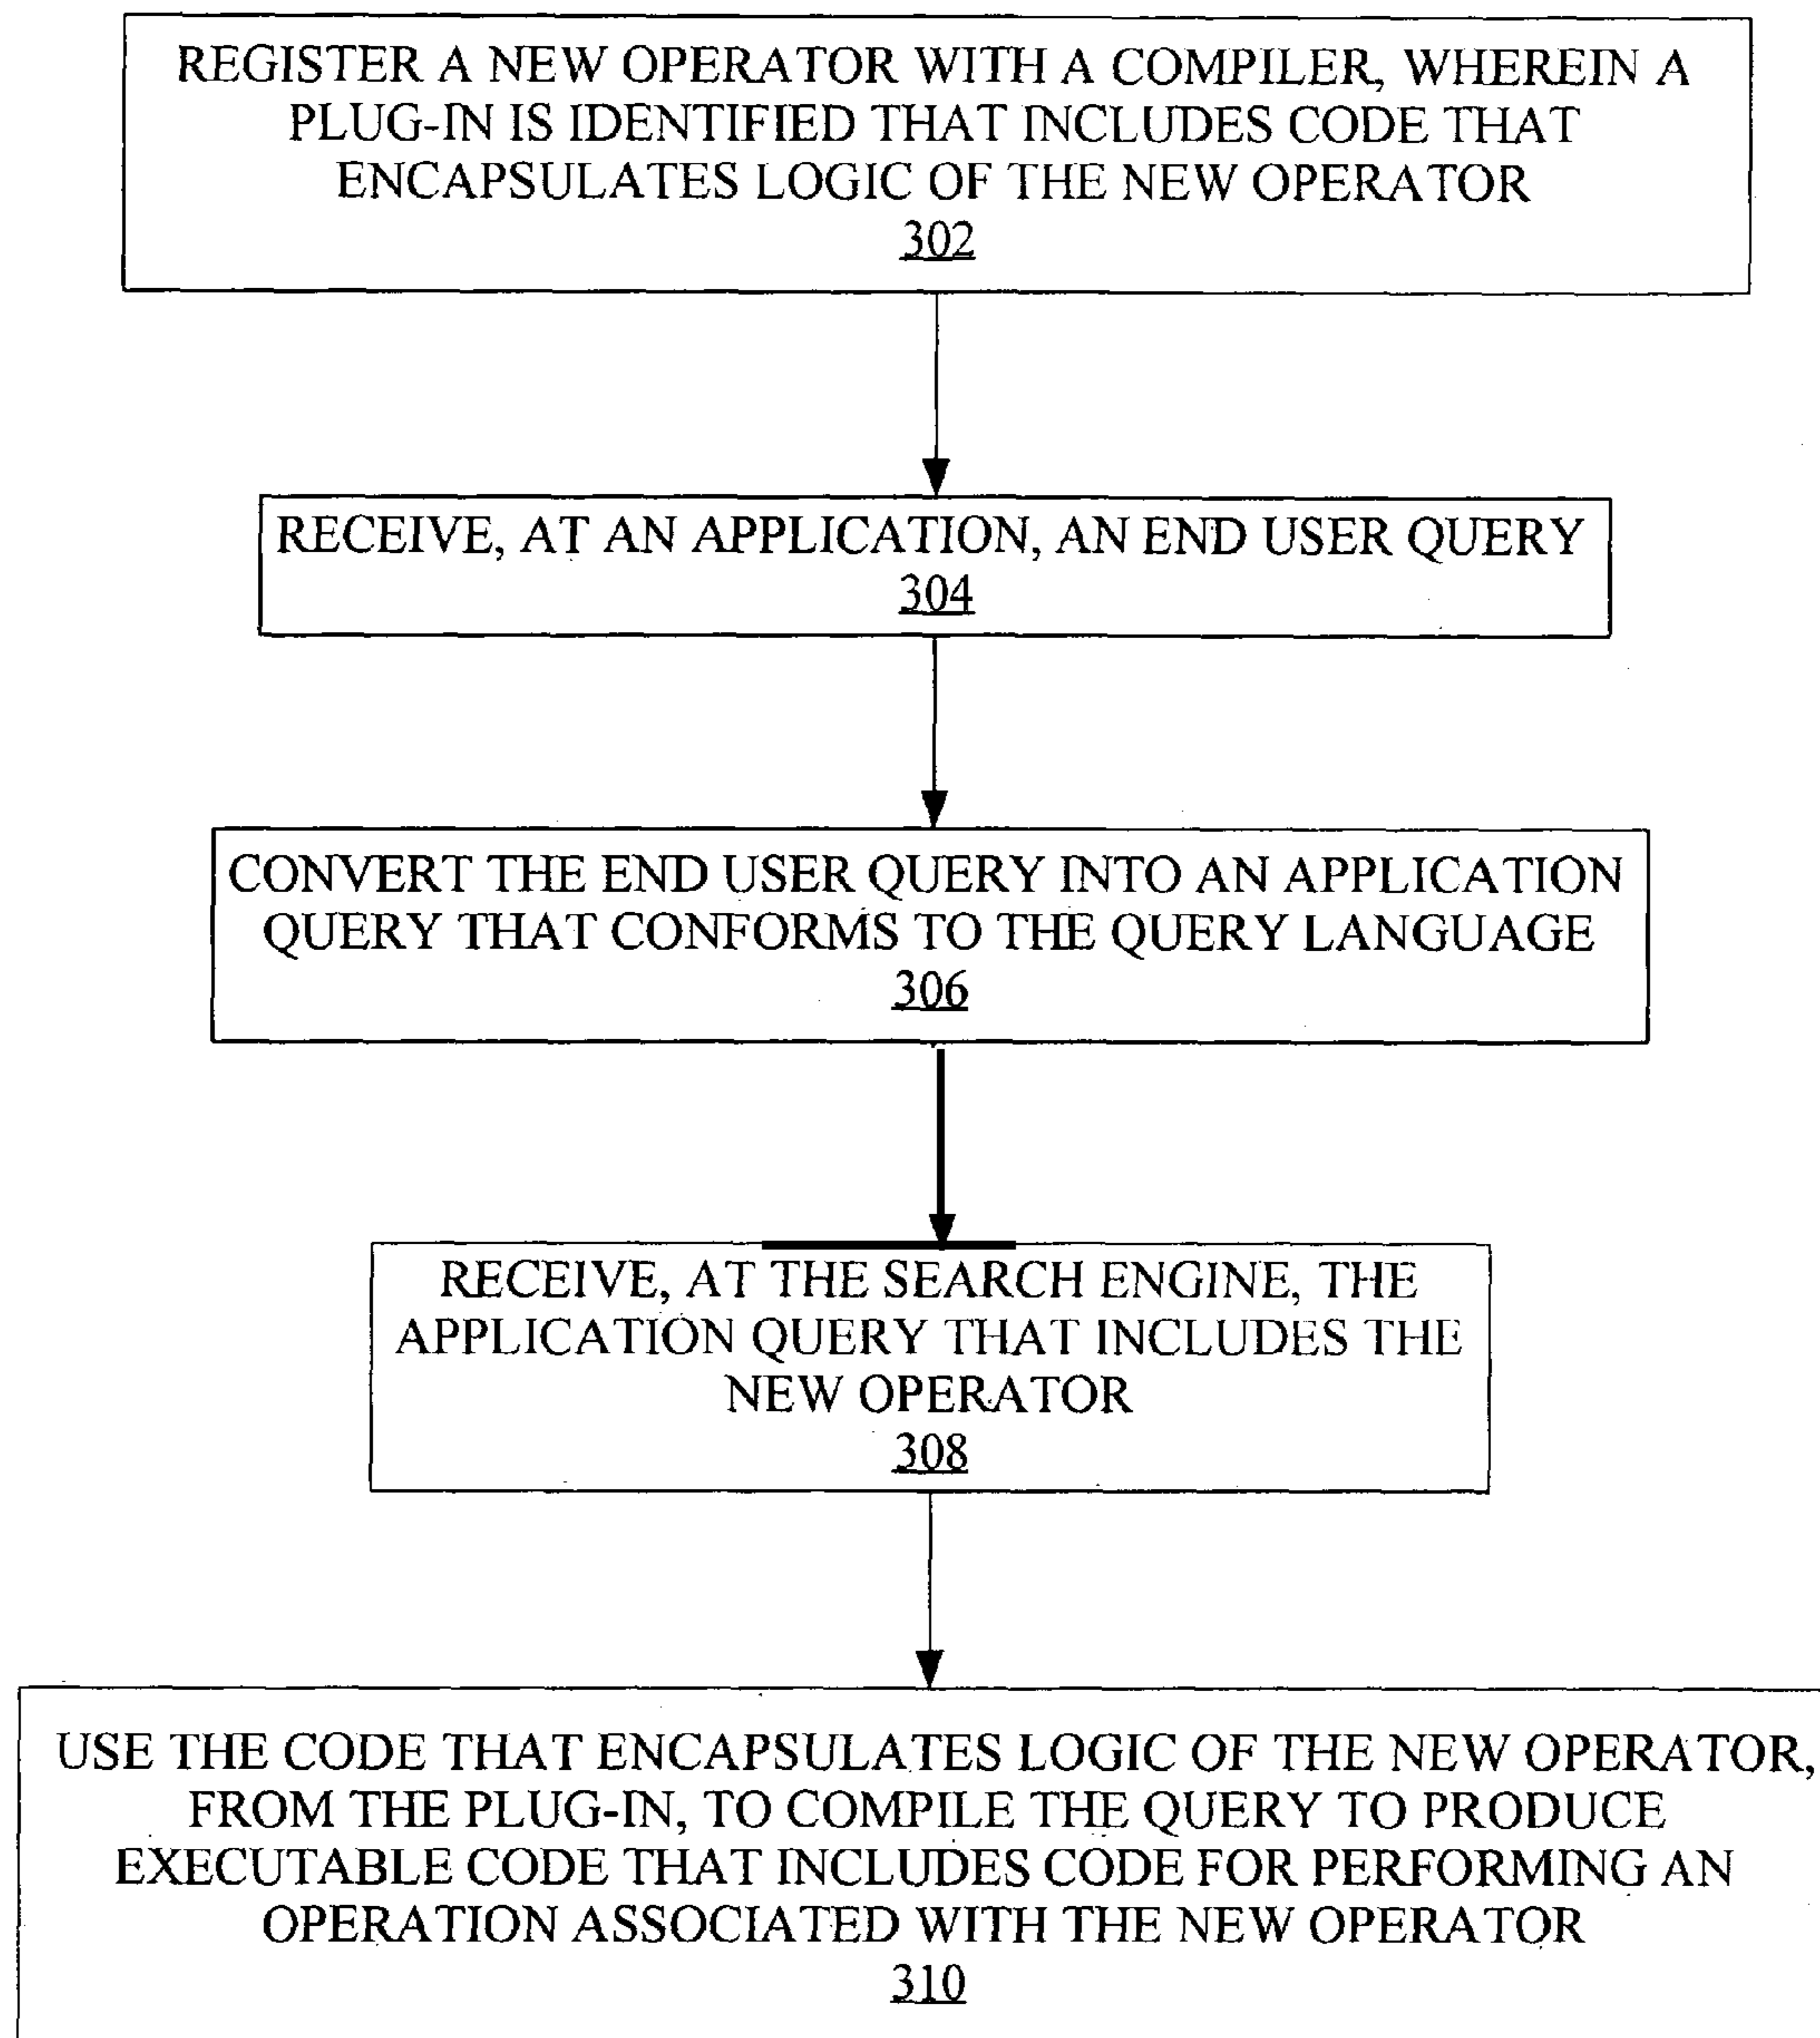 REGISTER A NEW OPERATOR WITH A COMPILER, WHEREIN A
PLUG-IN IS IDENTIFIED THAT INCLUDES CODE THAT
ENCAPSULATES LOGIC OF THE NEW OPERATOR
302
RECEIVE, AT AN APPLICATION, AN END USER QUERY
304
CONVERT THE END USER QUERY INTO AN APPLICATION
QUERY THAT CONFORMS TO THE QUERY LANGUAGE
306
RECEIVE, AT THE SEARCH ENGINE, THE
APPLICATION QUERY THAT INCLUDES THE
NEW OPERATOR
308
USE THE CODE THAT ENCAPSULATES LOGIC OF THE NEW OPERATOR,
FROM THE PLUG-IN, TO COMPILE THE QUERY TO PRODUCE
EXECUTABLE CODE THAT INCLUDES CODE FOR PERFORMING AN
OPERATION ASSOCIATED WITH THE NEW OPERATOR
310